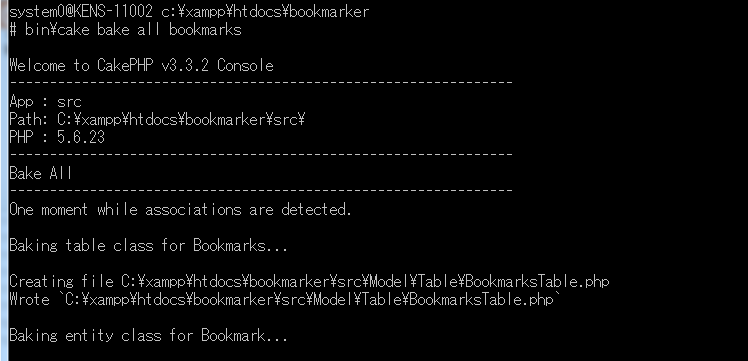 system0@KENS-11002 c:¥xampp¥htdocs¥bookmarker
# bin¥cake bake all bookmarks
Welcome to CakePHP v3.3.2 Console
---------------------------------------------------------------
App : src
Path: C:¥xampp¥htdocs¥bookmarker¥src¥
PHP : 5.6.23
---------------------------------------------------------------
Bake All
---------------------------------------------------------------
One moment while associations are detected.
Baking table class for Bookmarks...
Creating file C:¥xampp¥htdocs¥bookmarker¥src¥Model¥Table¥BookmarksTable.php
Wrote `C:¥xampp¥htdocs¥bookmarker¥src¥Model¥Table¥BookmarksTable.php`
Baking entity class for Bookmark...